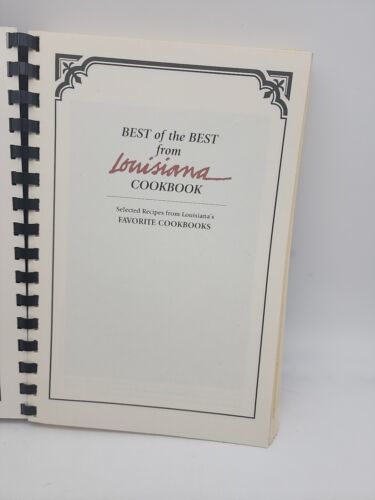 BEST of the BEST
from
Louisiana
COOKBOOK
Selected Recipes from Louisiana's
FAVORITE COOKBOOKS